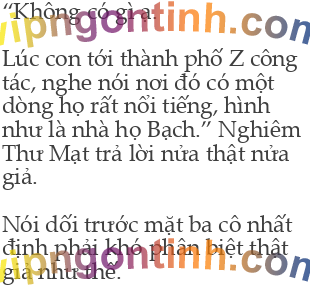 “Không có gì ạ.
Lúc con tới thành phố Z công
tác, nghe nói nơi đó có một
dòng họ rất nổi tiếng, hình
như là nhà họ Bạch.” Nghiêm
Thư Mạt trả lời nửa thật nửa
giả.
Nói dối trước mặt ba cô nhất
định phải khó phân biệt thật
giả như thế.
vipngontinh.com
vipngontinh.com